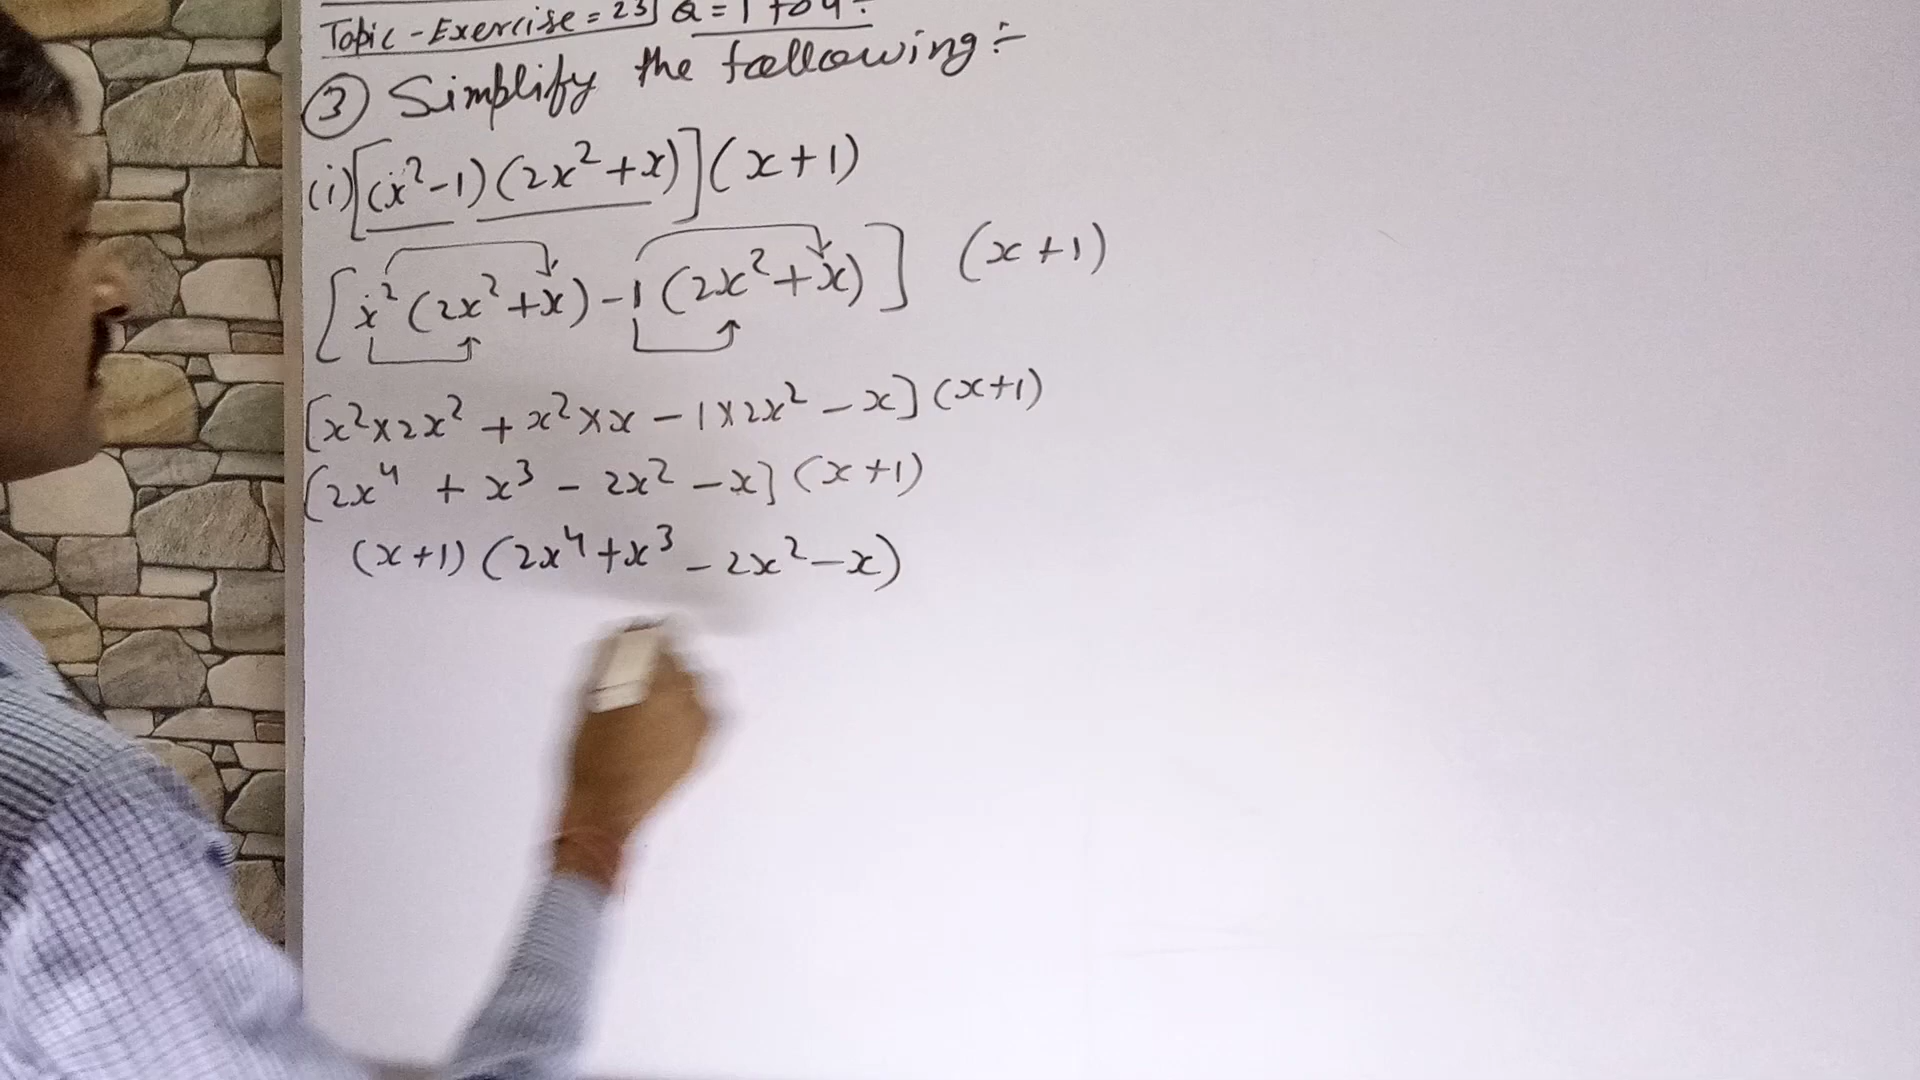 Topic - Exercise = 23] Q = 1 to 4:
③ Simplify the following :-
(i) [(x²-1)(2x²+x)](x+1)
[x²(2x²+x)-1(2x²+x)] (x+1)
[x²×2x² + x²×x - 1×2x² - x](x+1)
[2x⁴ + x³ - 2x² - x](x+1)
(x+1)(2x⁴+x³-2x²-x)